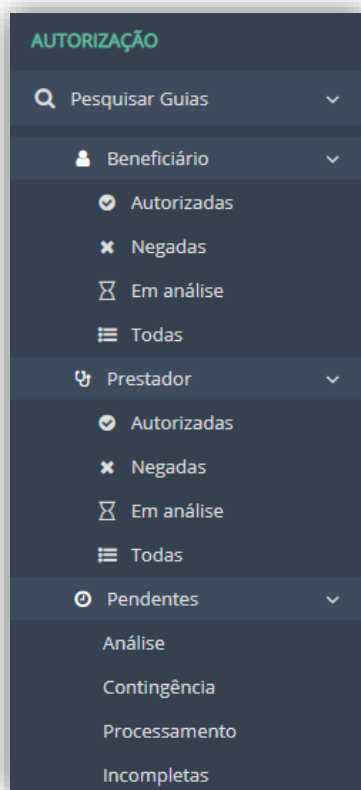 AUTORIZAÇÃO
Pesquisar Guias
Beneficiário
Autorizadas
Negadas
Em análise
Todas
Prestador
Autorizadas
Negadas
Em análise
Todas
Pendentes
Análise
Contingência
Processamento
Incompletas